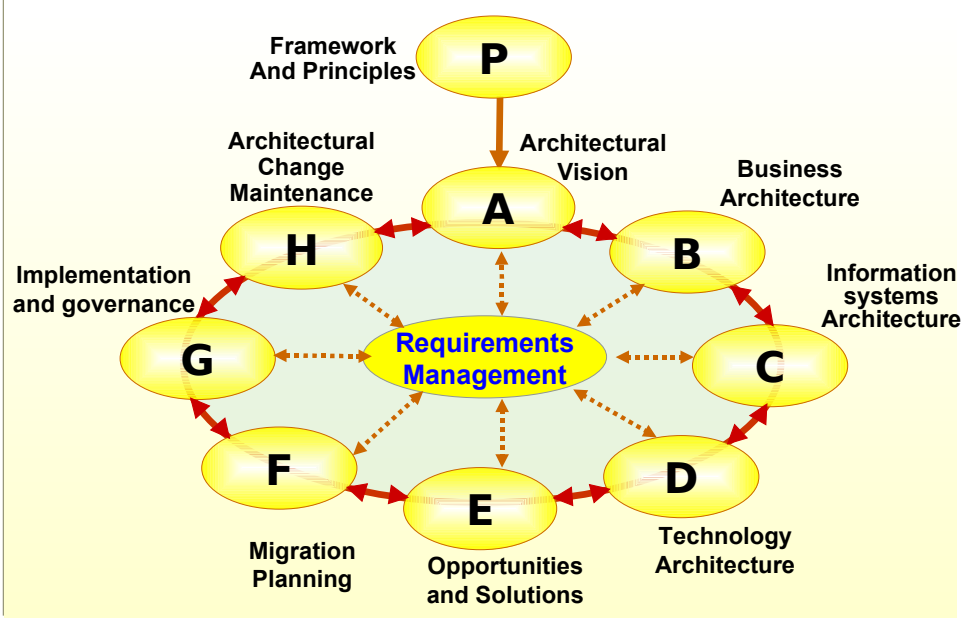 P
Framework
And Principles
Architectural
Vision
A
Business
Architecture
B
Information
systems
Architecture
C
Technology
Architecture
D
Opportunities
and Solutions
E
Migration
Planning
F
Implementation
and governance
G
Architectural
Change
Maintenance
H
Requirements
Management